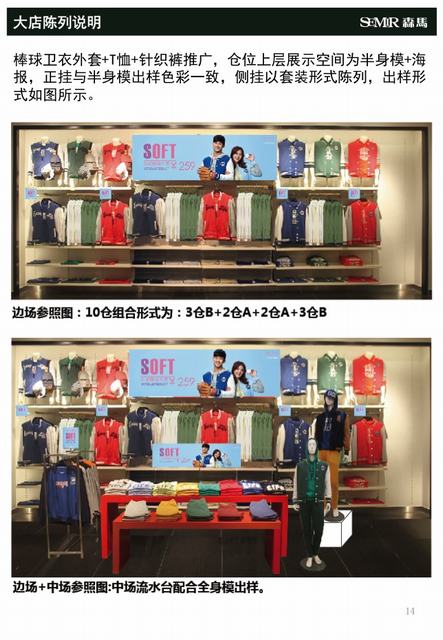 大店陈列说明
SEMIR 森馬
棒球卫衣外套+T恤+针织裤推广，仓位上层展示空间为半身模+海
报，正挂与半身模出样色彩一致，侧挂以套装形式陈列，出样形
式如图所示。
SOFT
259
边场参照图：10仓组合形式为：3仓B+2仓A+2仓A+3仓B
SOFT
259
SOFT
边场+中场参照图:中场流水台配合全身模出样。
14